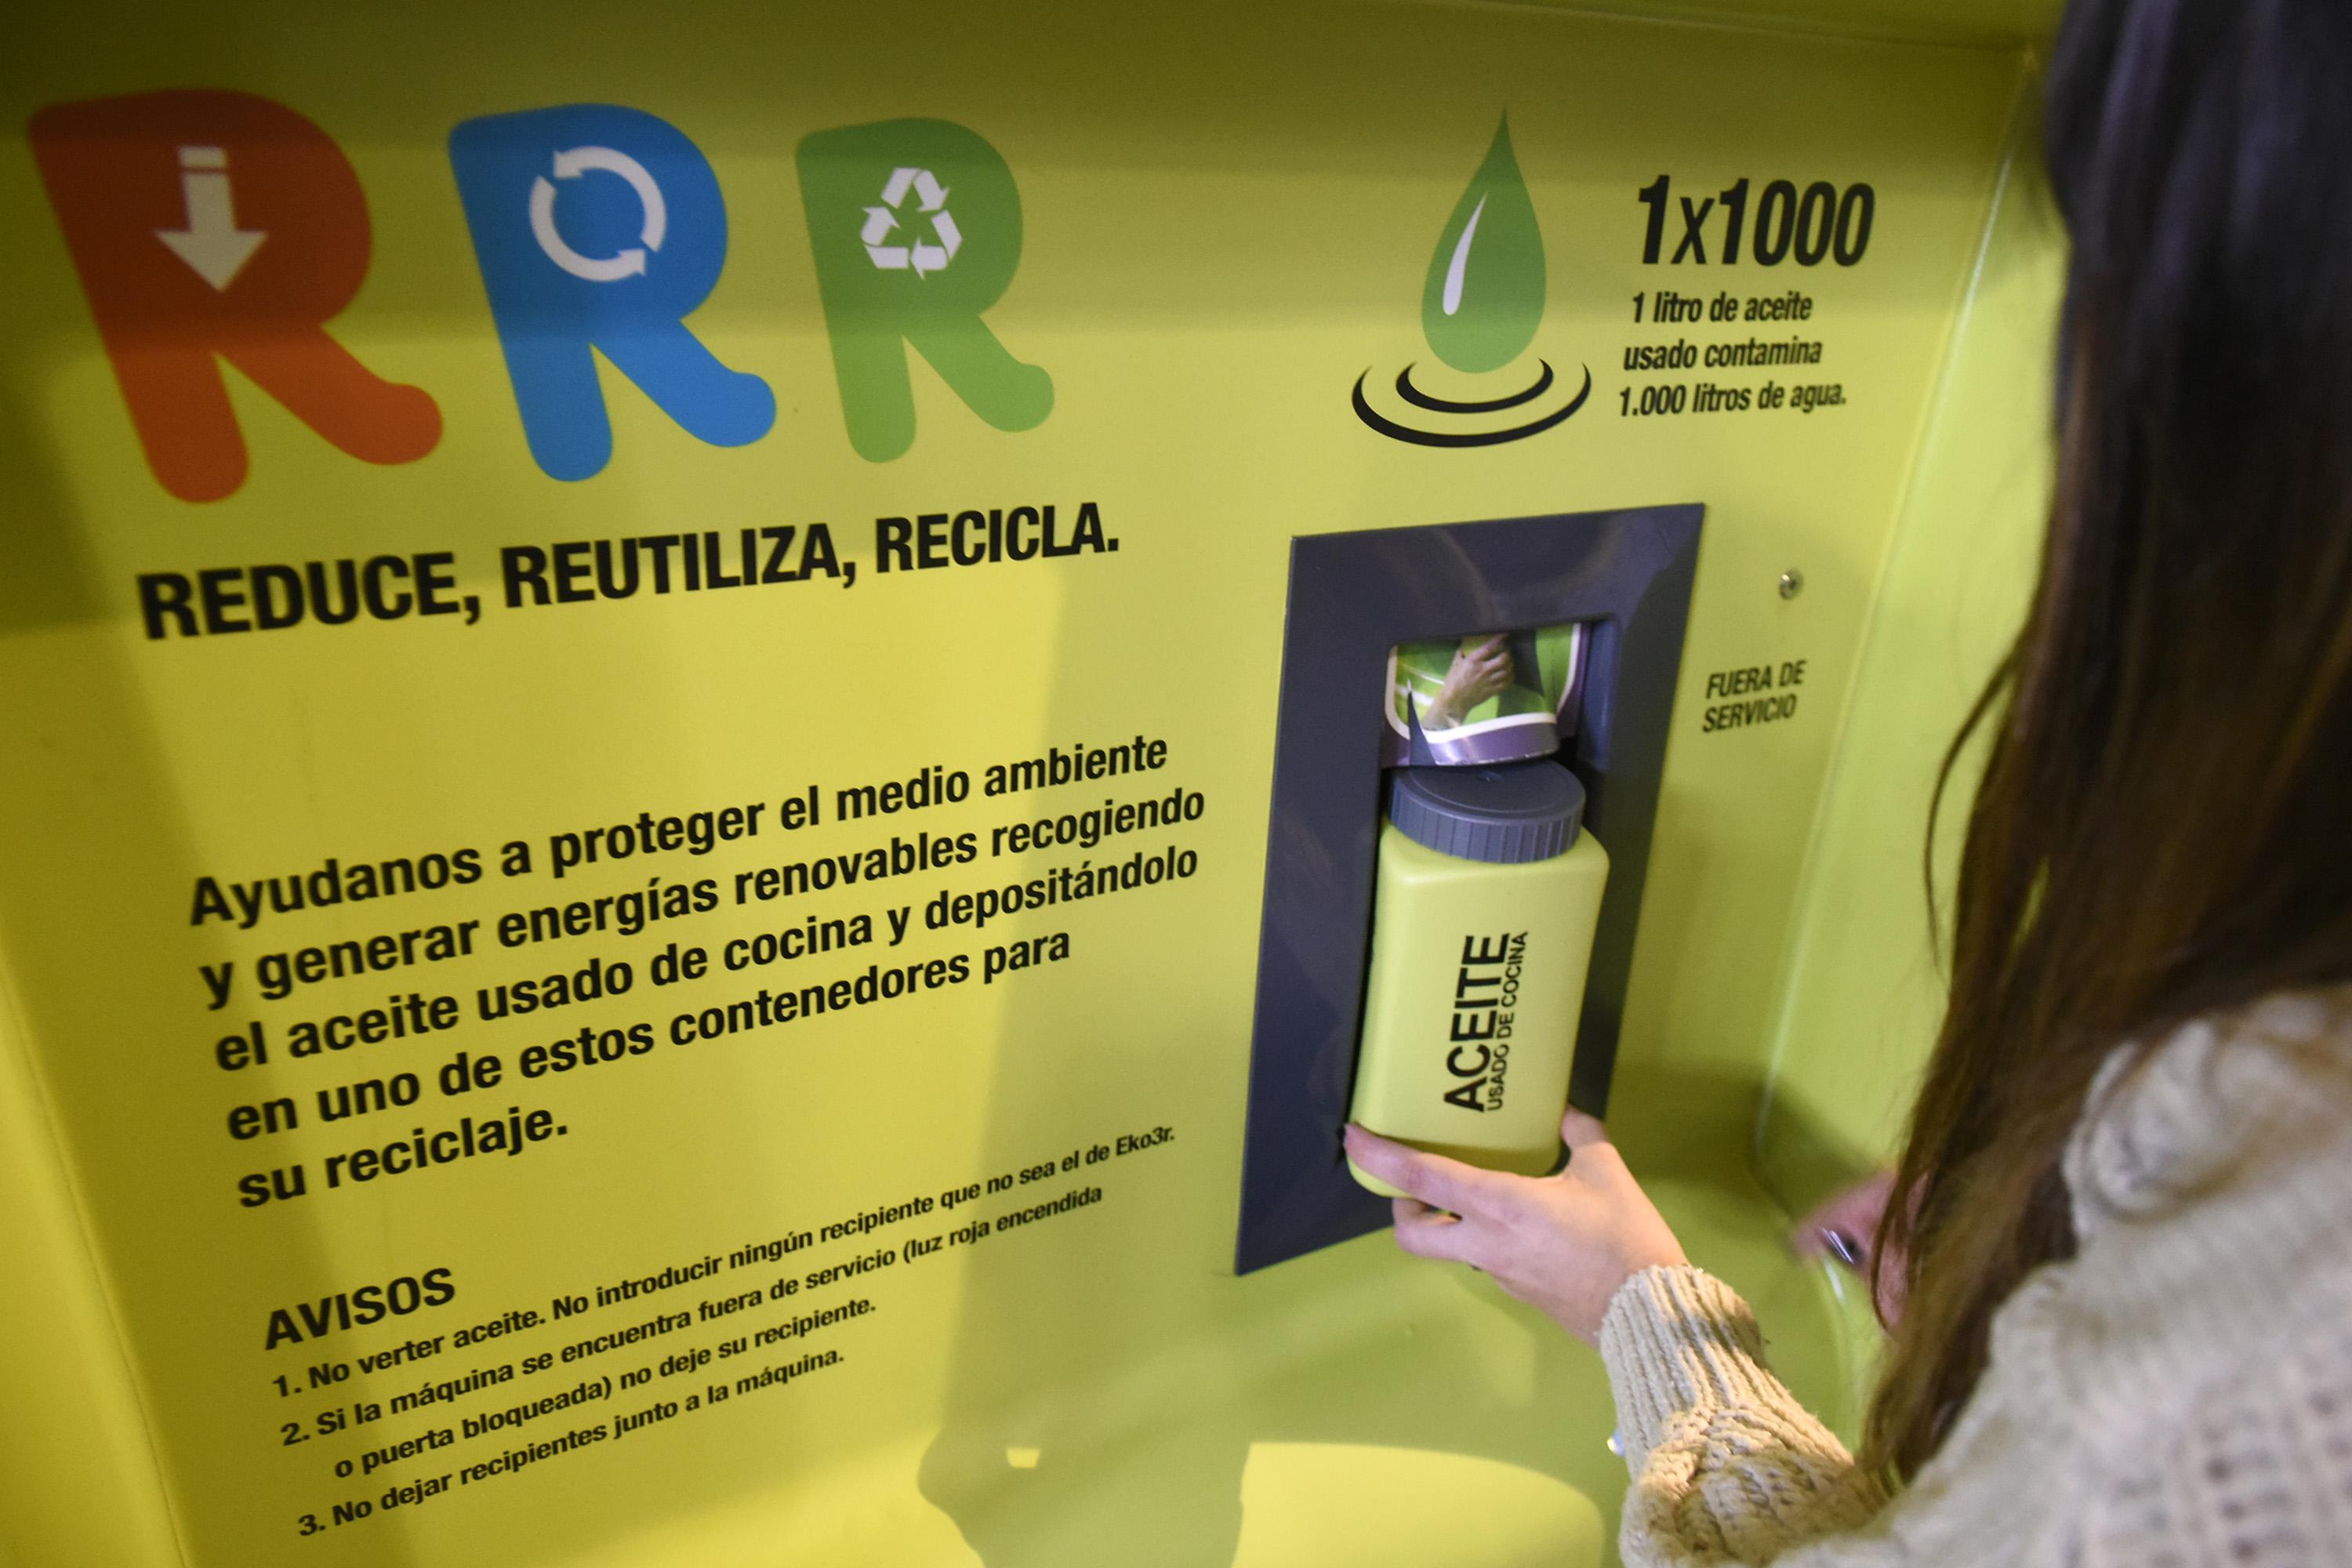 R R R
REDUCE, REUTILIZA, RECICLA.
1x1000
1 litro de aceite
usado contamina
1.000 litros de agua.
FUERA DE
SERVICIO
Ayudanos a proteger el medio ambiente
y generar energías renovables recogiendo
el aceite usado de cocina y depositándolo
en uno de estos contenedores para
su reciclaje.
ACEITE
USADO DE COCINA
AVISOS
1. No verter aceite. No introducir ningún recipiente que no sea el de Eko3r.
2. Si la máquina se encuentra fuera de servicio (luz roja encendida
o puerta bloqueada) no deje su recipiente.
3. No dejar recipientes junto a la máquina.